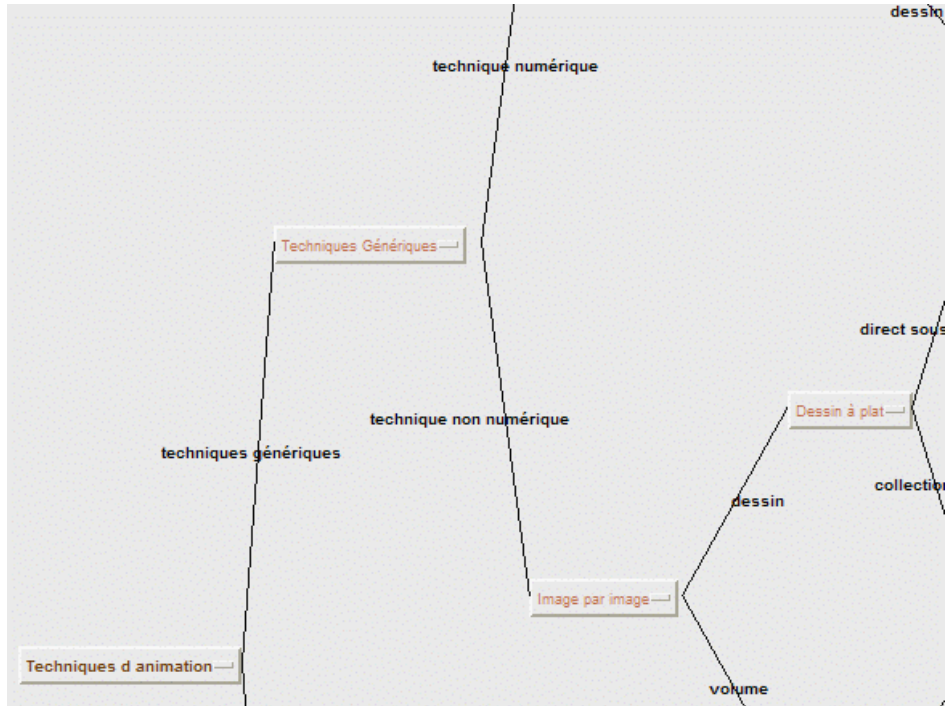 dessin
technique numérique
Techniques Génériques
direct sous
Dessin à plat
technique non numérique
techniques génériques
collection
dessin
Image par image
Techniques d animation
volume